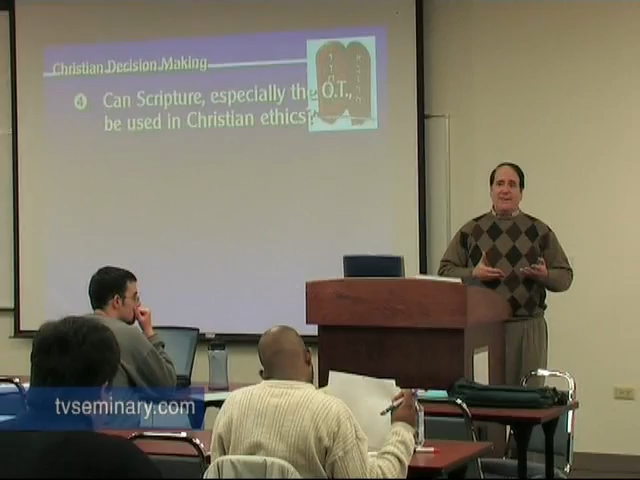 Christian Decision Making
4 Can Scripture, especially the O.T.,
be used in Christian ethics?
tvseminary.com